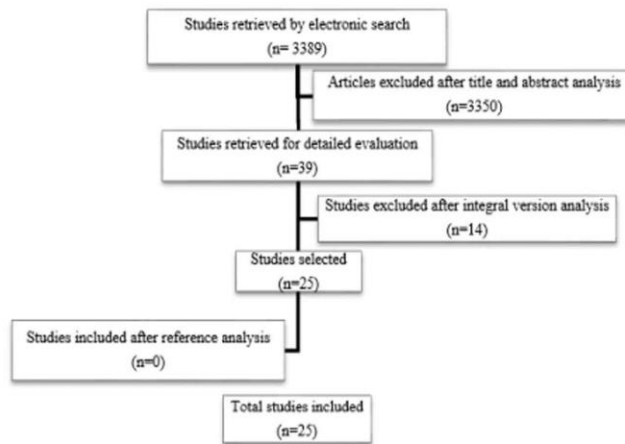 Studies retrieved by electronic search
(n= 3389)
Articles excluded after title and abstract analysis
(n=3350)
Studies retrieved for detailed evaluation
(n=39)
Studies excluded after integral version analysis
(n=14)
Studies selected
(n=25)
Studies included after reference analysis
(n=0)
Total studies included
(n=25)